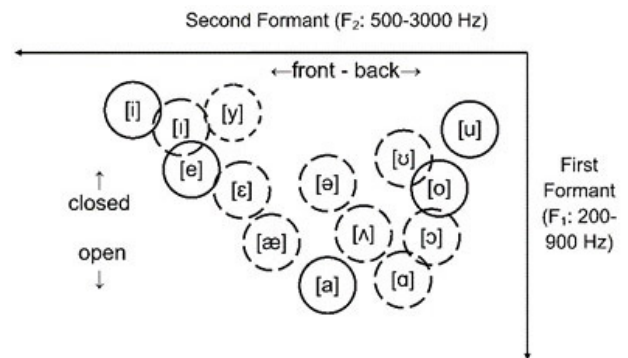 Second Formant (F₂: 500-3000 Hz)
←front - back→
[i]
[ɪ]
[y]
[u]
[e]
[ʊ]
[ɛ]
[ə]
[o]
↑
closed
First
Formant
(F₁: 200-
900 Hz)
[æ]
[ʌ]
[ɔ]
open
↓
[a]
[ɑ]